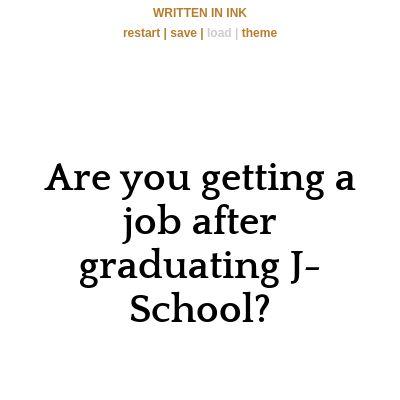 WRITTEN IN INK
restart | save | load | theme
Are you getting a
job after
graduating J-
School?